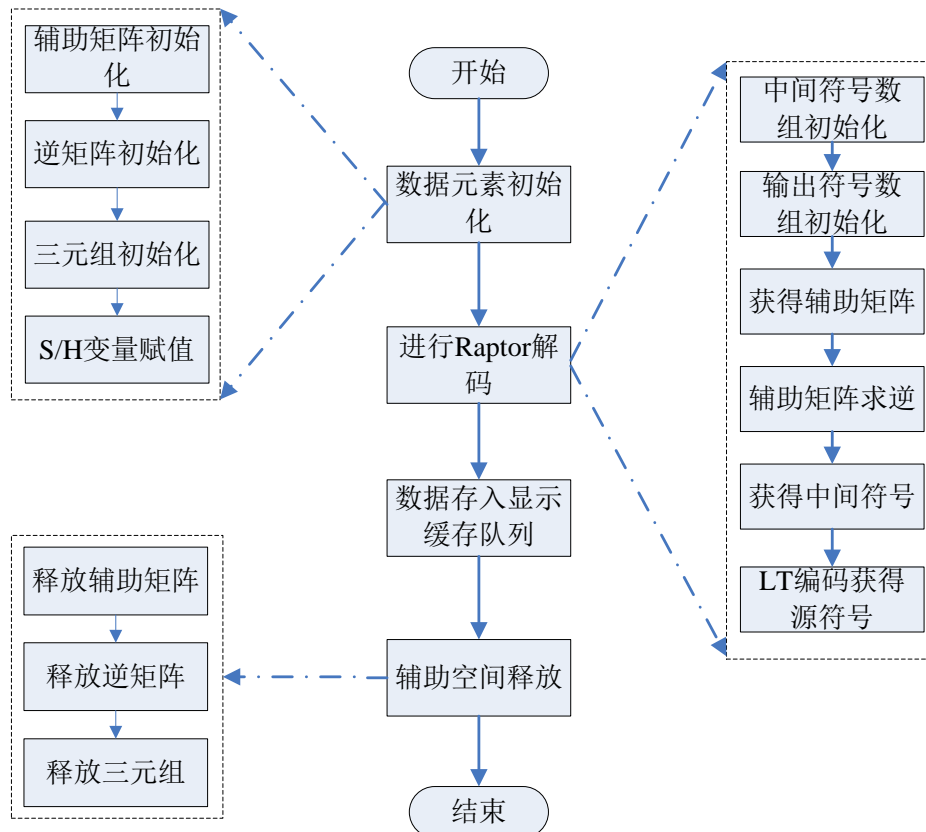 辅助矩阵初始
化
逆矩阵初始化
三元组初始化
S/H变量赋值
开始
数据元素初始
化
进行Raptor解
码
数据存入显示
缓存队列
辅助空间释放
结束
中间符号数
组初始化
输出符号数
组初始化
获得辅助矩阵
辅助矩阵求逆
获得中间符号
LT编码获得
源符号
释放辅助矩阵
释放逆矩阵
释放三元组